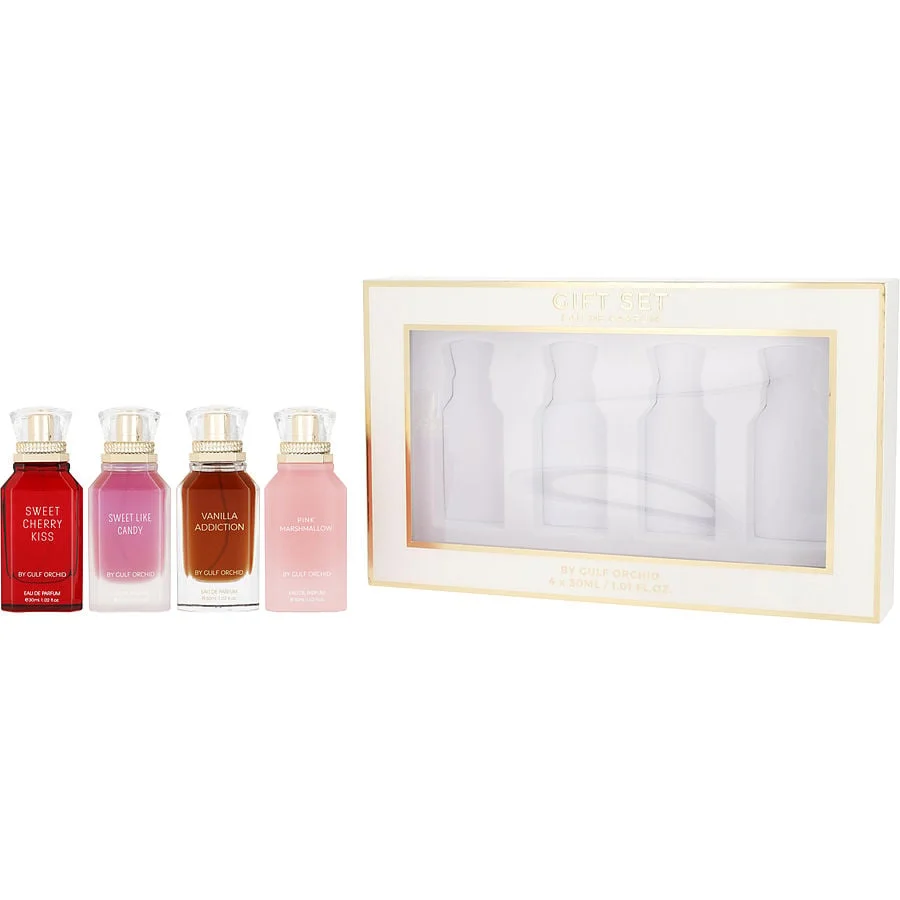 SWEET
CHERRY
KISS
BY GULF ORCHID
EAU DE PARFUM
SWEET LIKE
CANDY
BY GULF ORCHID
VANILLA
ADDICTION
BY GULF ORCHID
EAU DE PARFUM
PINK
MARSHMALLOW
BY GULF ORCHID
EAU DE PARFUM
GIFT SET
BY GULF ORCHID
4 x 30ML / 1.01 FL.OZ.